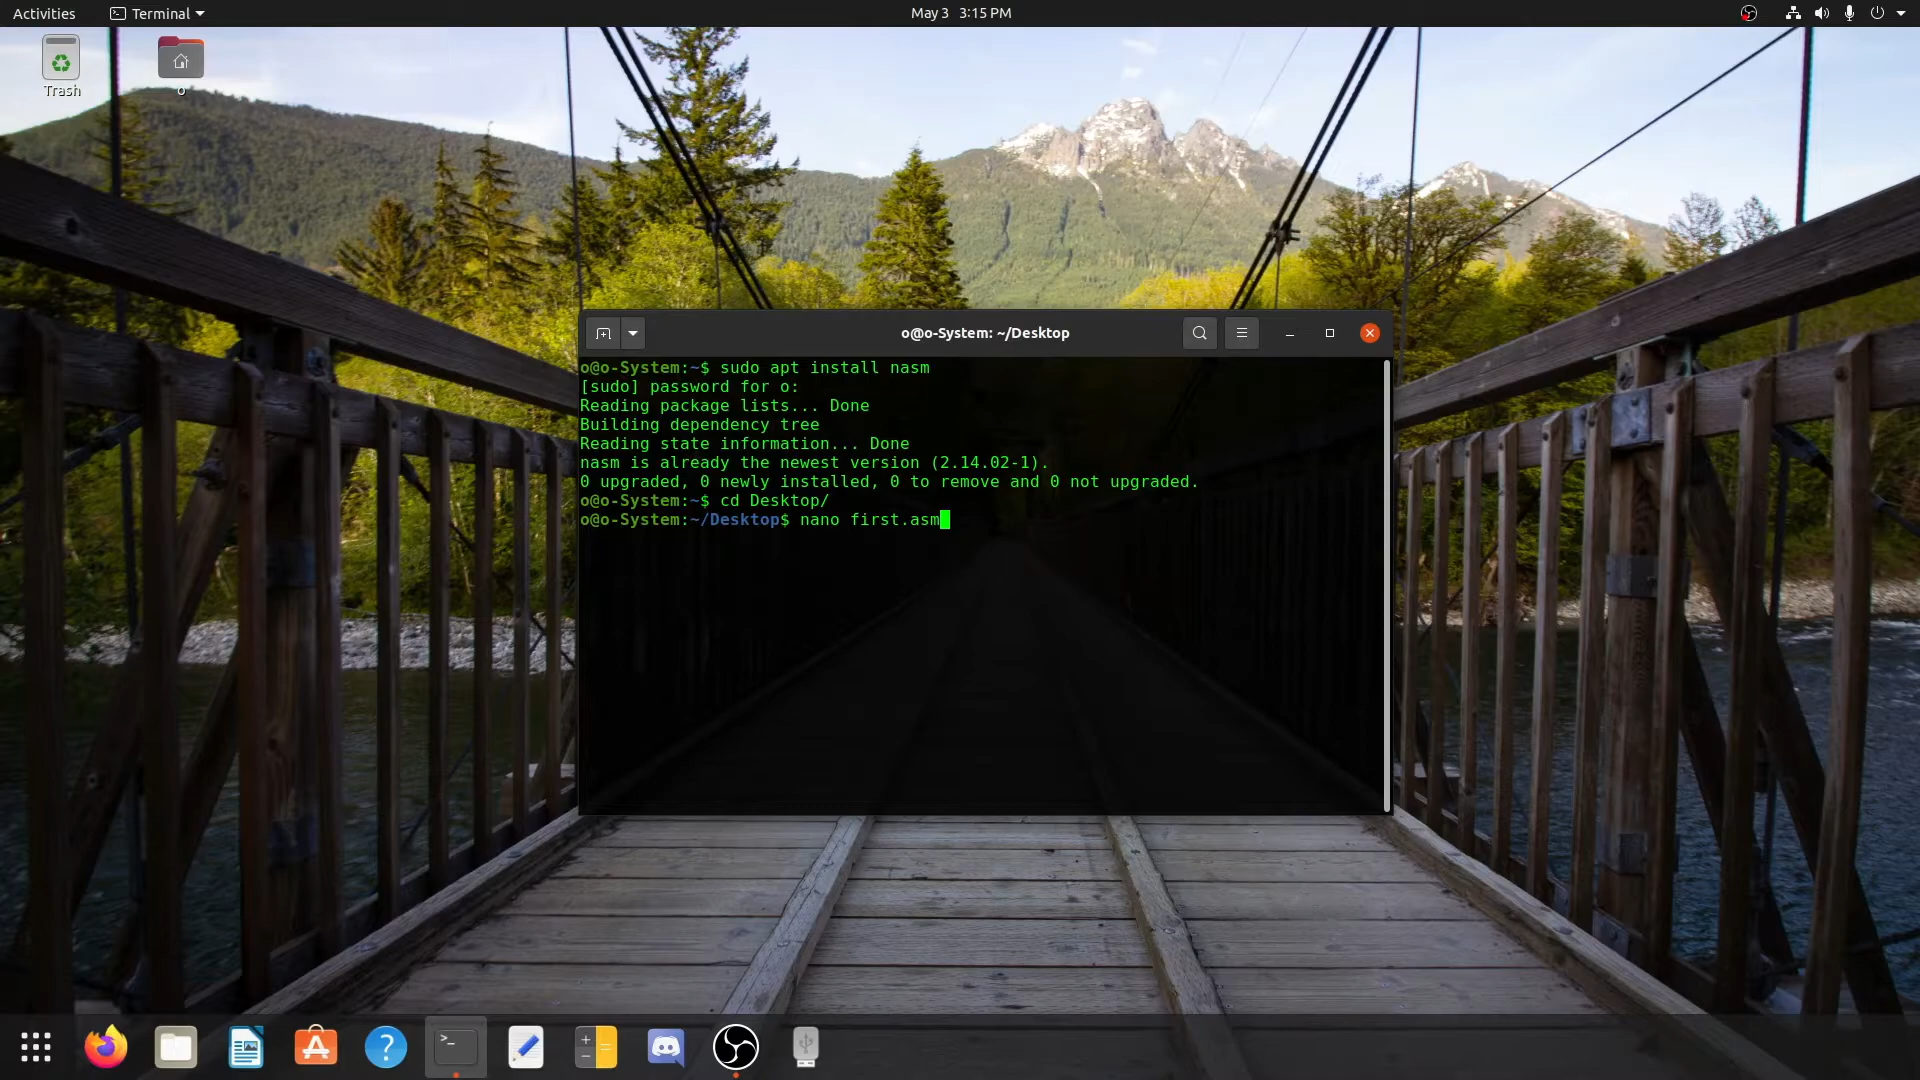 Activities
Terminal
May 3 3:15 PM
Trash
o
o@o-System: ~/Desktop
o@o-System:~$ sudo apt install nasm
[sudo] password for o:
Reading package lists... Done
Building dependency tree
Reading state information... Done
nasm is already the newest version (2.14.02-1).
0 upgraded, 0 newly installed, 0 to remove and 0 not upgraded.
o@o-System:~$ cd Desktop/
o@o-System:~/Desktop$ nano first.asm